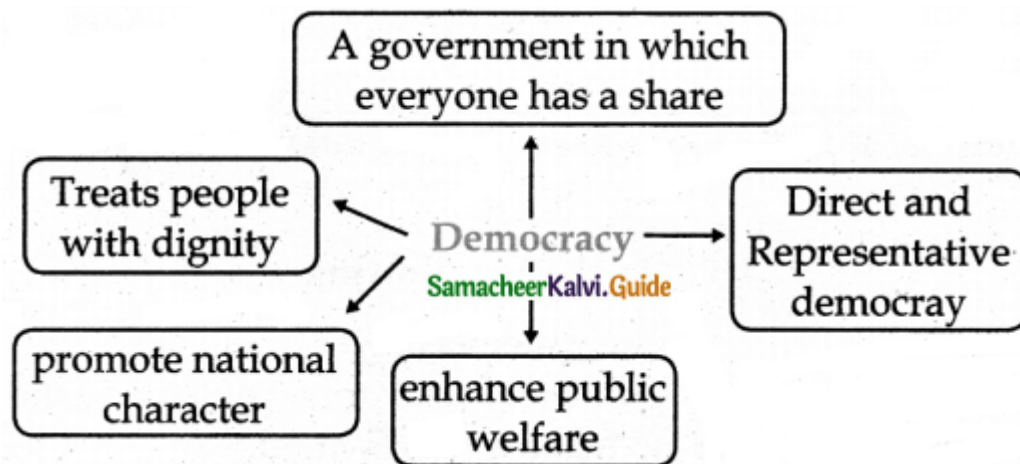 A government in which
everyone has a share
Treats people
with dignity
Democracy
SamacheerKalvi.Guide
Direct and
Representative
democray
promote national
character
enhance public
welfare